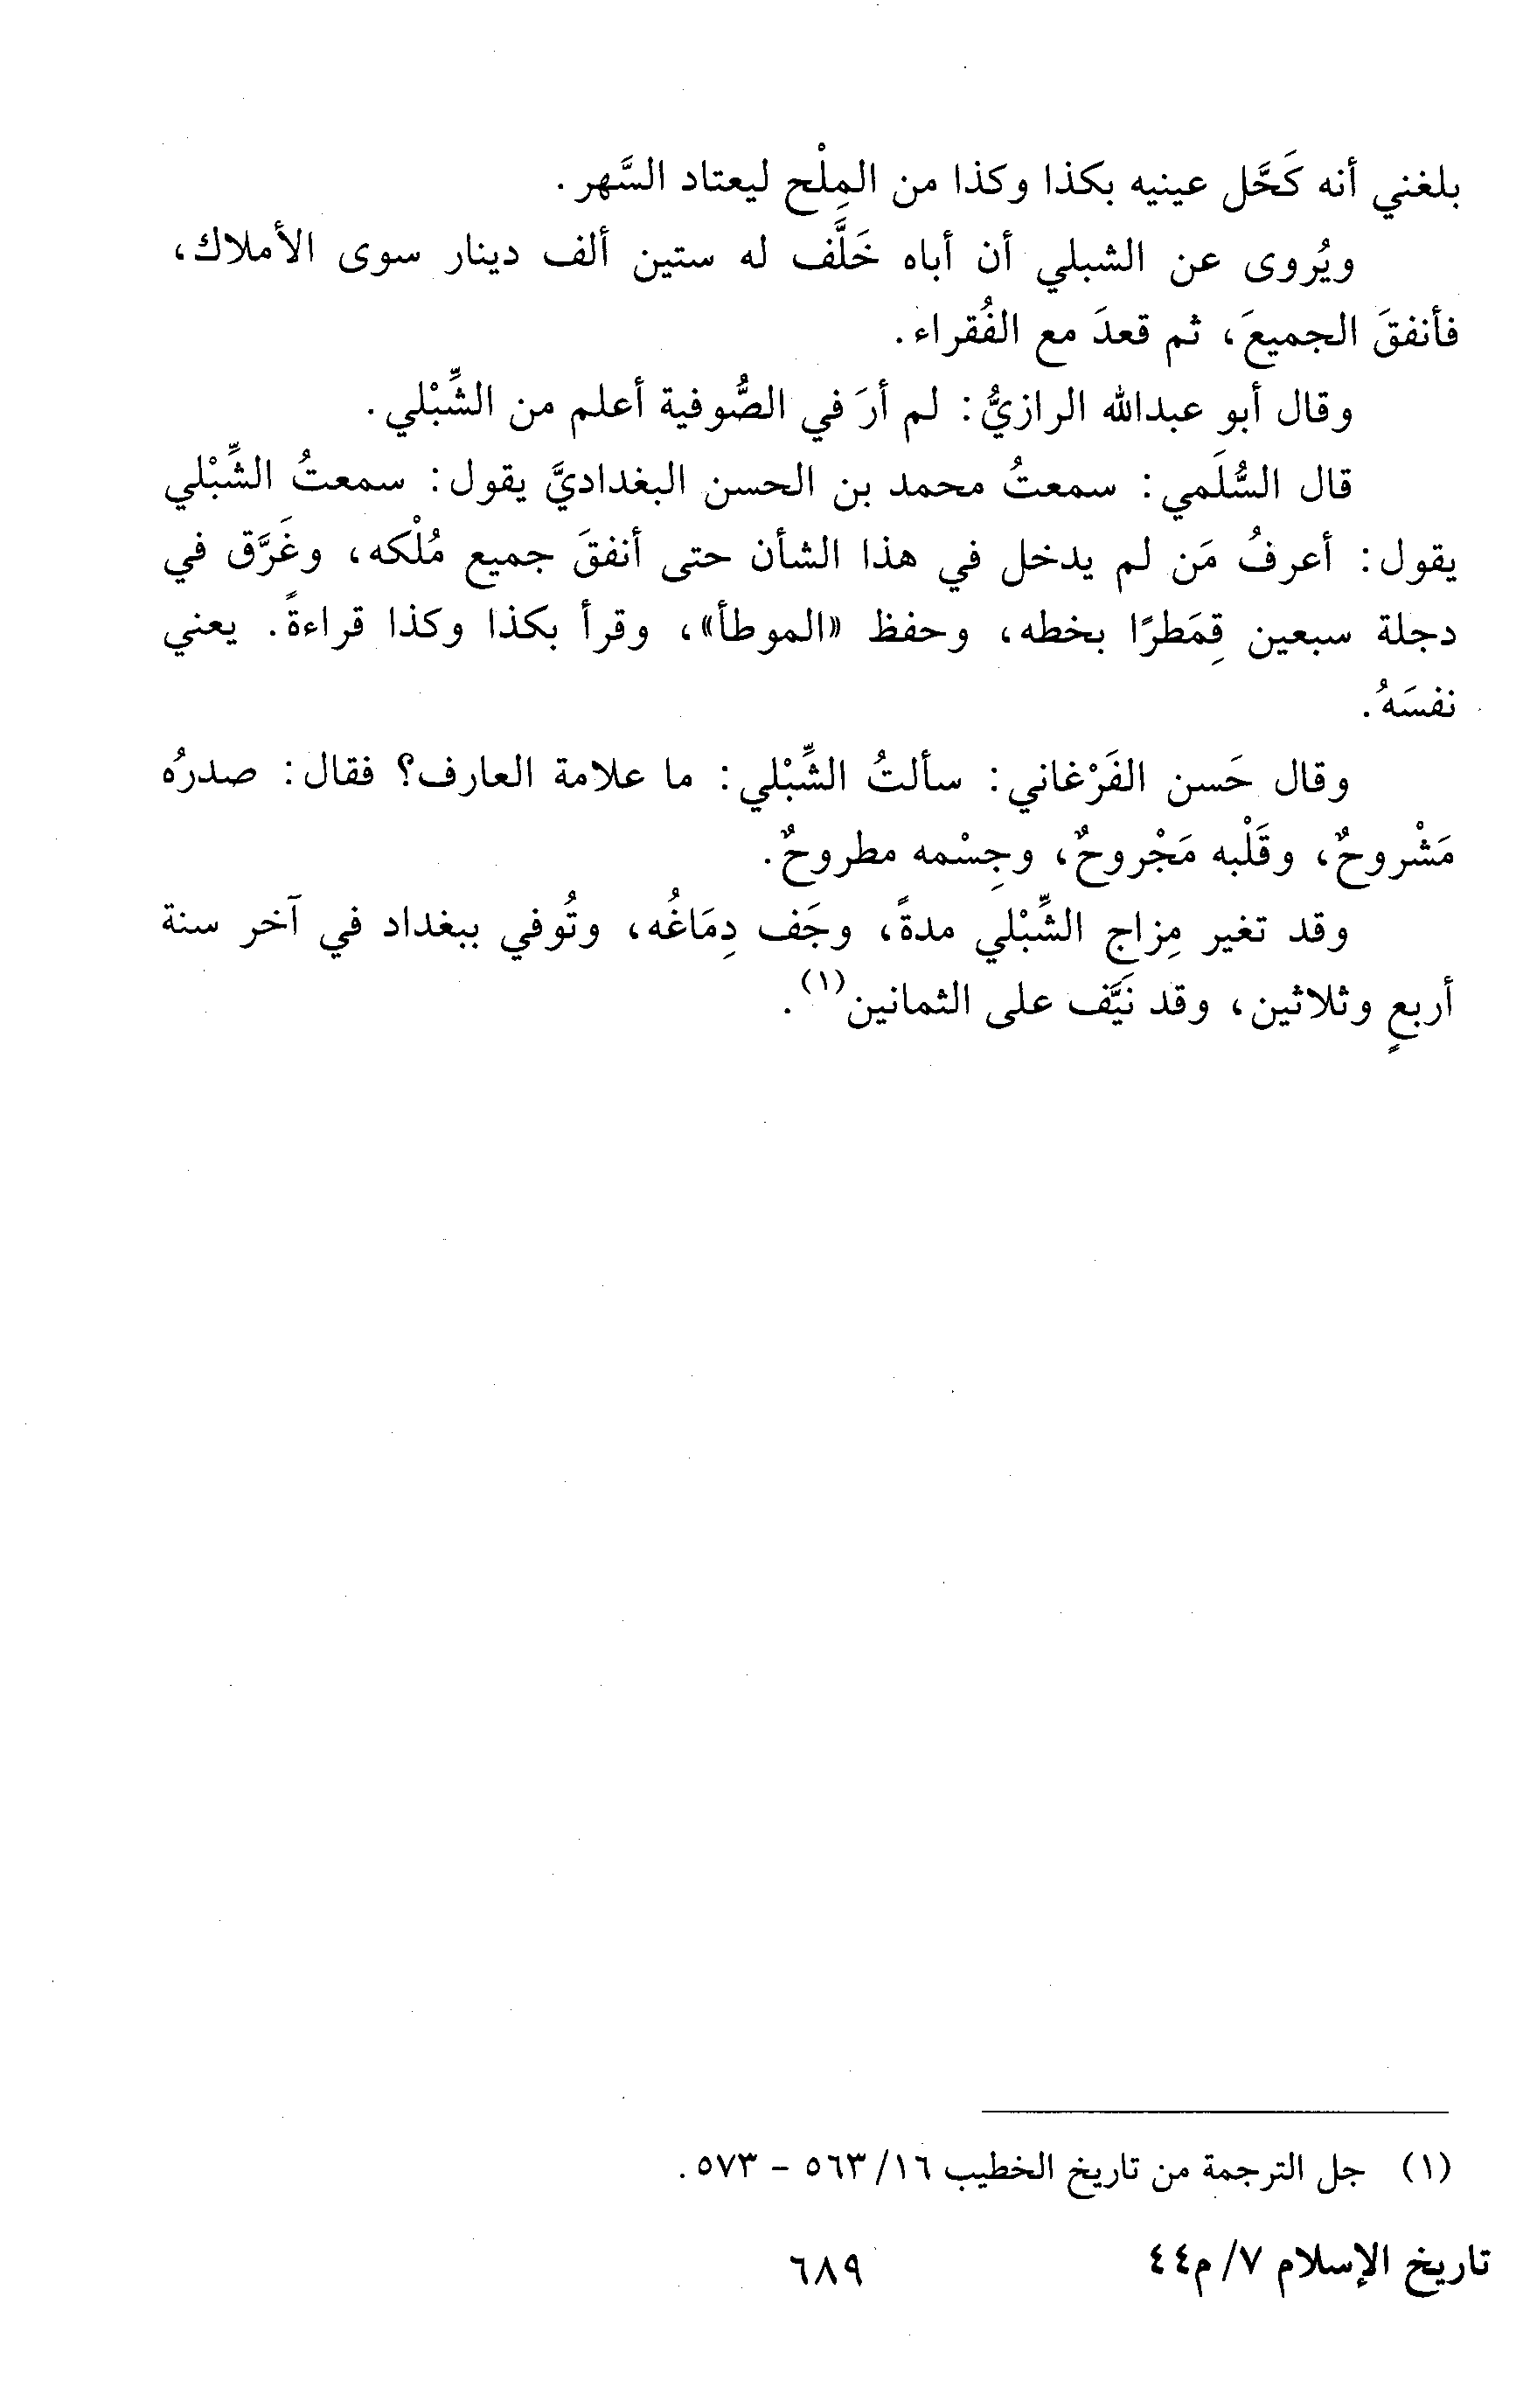 بلغني أنه كَحَّل عينيه بكذا وكذا من المِلْح ليعتاد السَّهر.
ويُروى عن الشبلي أن أباه خَلَّف له ستين ألف دينار سوى الأملاك،
فأنفقَ الجميعَ، ثم قعدَ مع الفُقراء.
وقال أبو عبدالله الرازيُّ: لم أرَ في الصُّوفية أعلم من الشِّبْلي.
قال السُّلَمي: سمعتُ محمد بن الحسن البغداديَّ يقول: سمعتُ الشِّبْلي
يقول: أعرفُ مَن لم يدخل في هذا الشأن حتى أنفقَ جميع مُلْكه، وغَرَّق في
دجلة سبعين قِمَطرًا بخطه، وحفظ «الموطأ»، وقرأ بكذا وكذا قراءةً. يعني
نفسَهُ.
وقال حَسن الفَرْغاني: سألتُ الشِّبْلي: ما علامة العارف؟ فقال: صدرُه
مَشْروحٌ، وقَلْبه مَجْروحٌ، وجِسْمه مطروحٌ.
وقد تغير مِزاج الشِّبْلي مدةً، وجَف دِمَاغُه، وتُوفي ببغداد في آخر سنة
أربعٍ وثلاثين، وقد نَيَّف على الثمانين(١).
(١) جل الترجمة من تاريخ الخطيب ١٦/ ٥٦٣ - ٥٧٣.
تاريخ الإسلام ٧/ م٤٤
٦٨٩